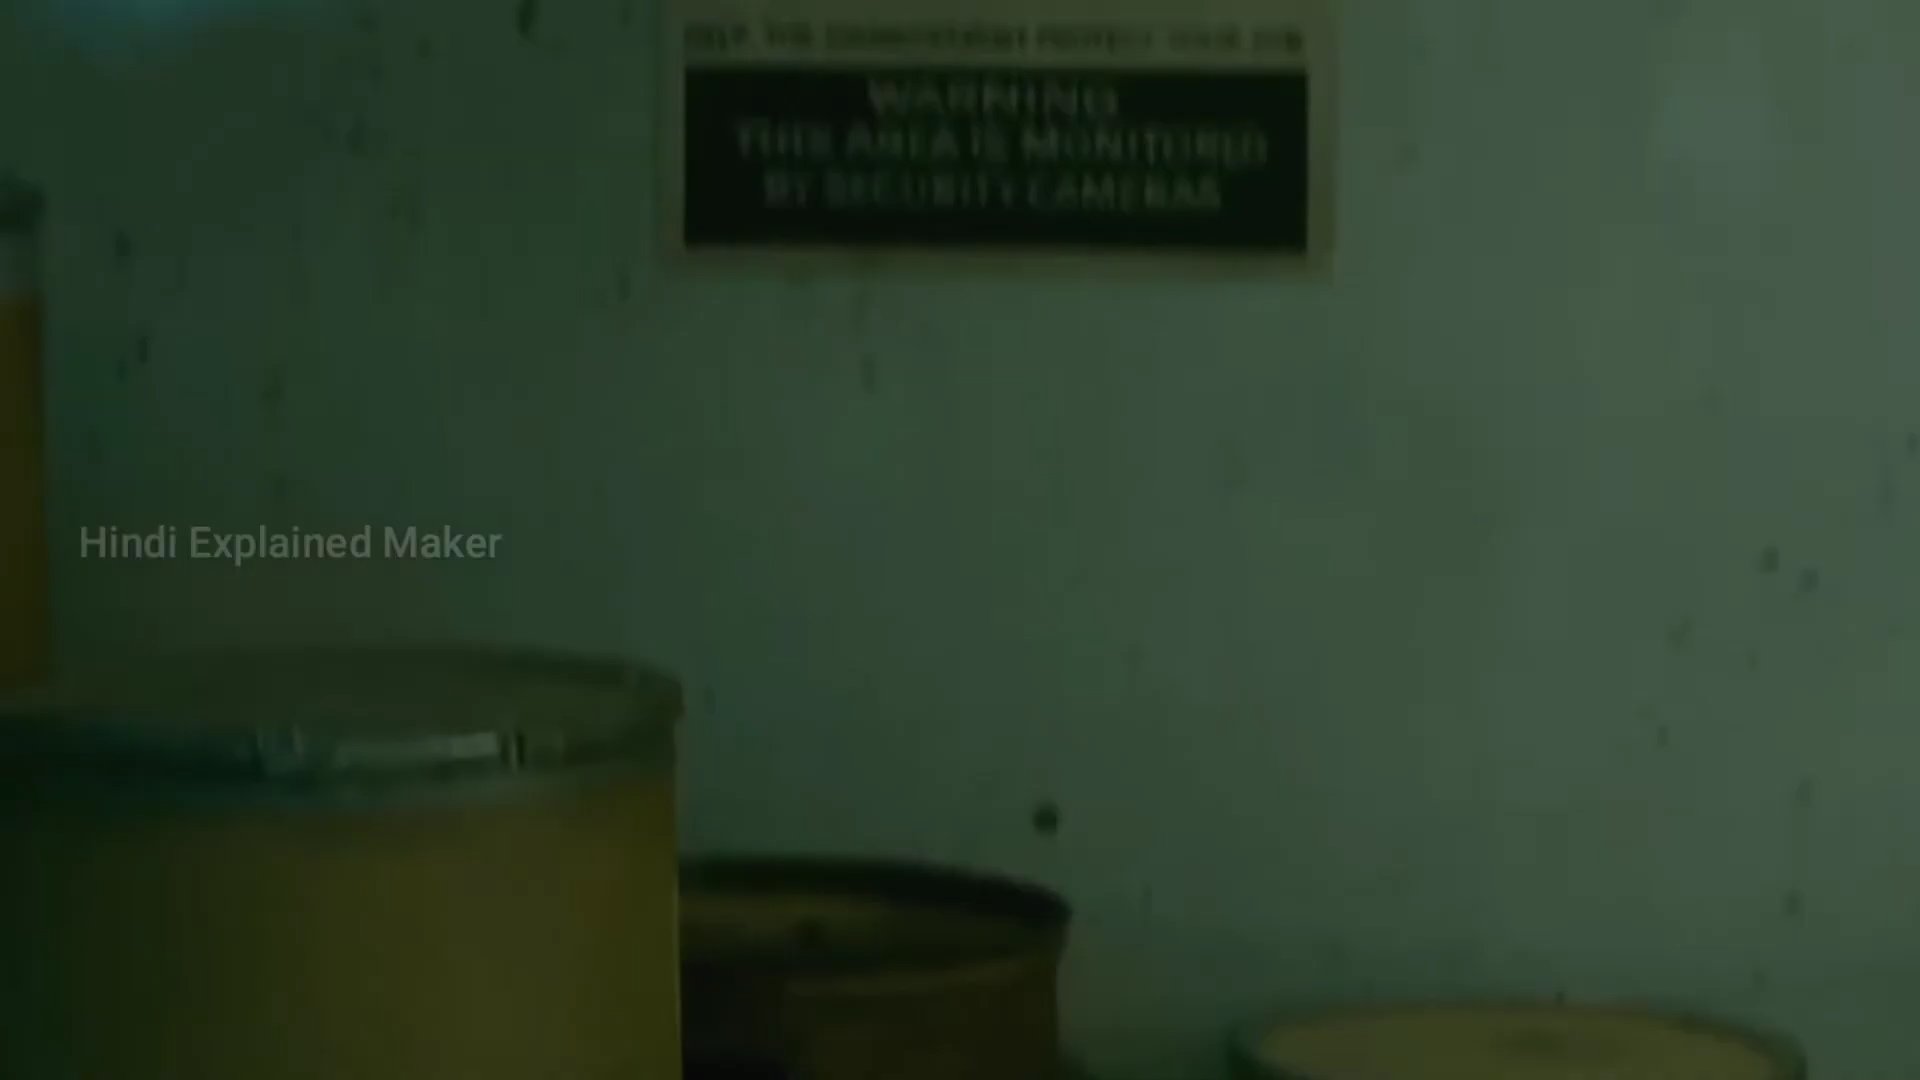 WARNING
THIS AREA IS MONITORED
BY SECURITY CAMERAS
Hindi Explained Maker